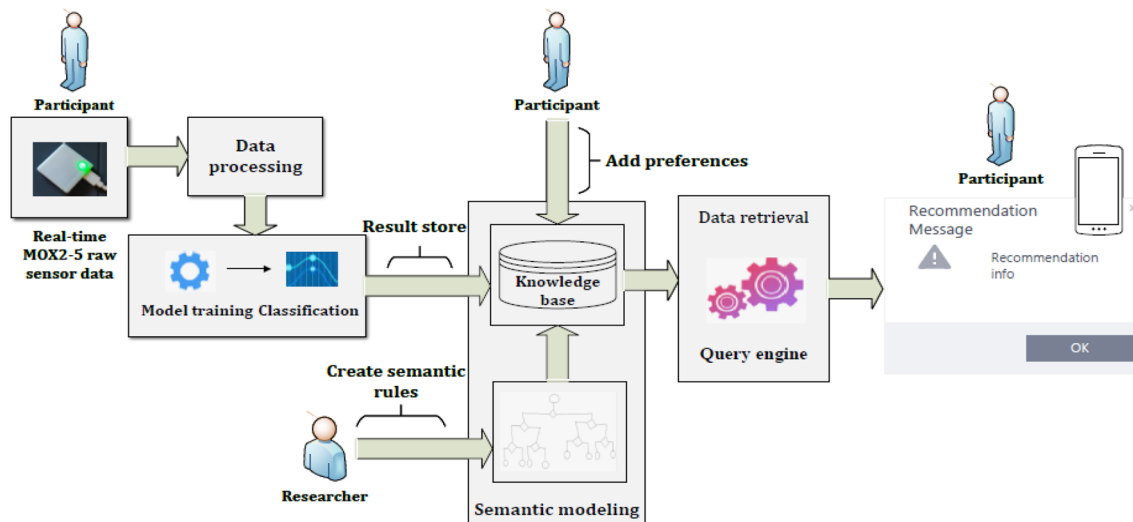 Participant
Real-time
MOX2-5 raw
sensor data
Data
processing
Model training Classification
Result store
Participant
Add preferences
Knowledge
base
Create semantic
rules
Researcher
Semantic modeling
Data retrieval
Query engine
Participant
Recommendation
Message
Recommendation
info
OK